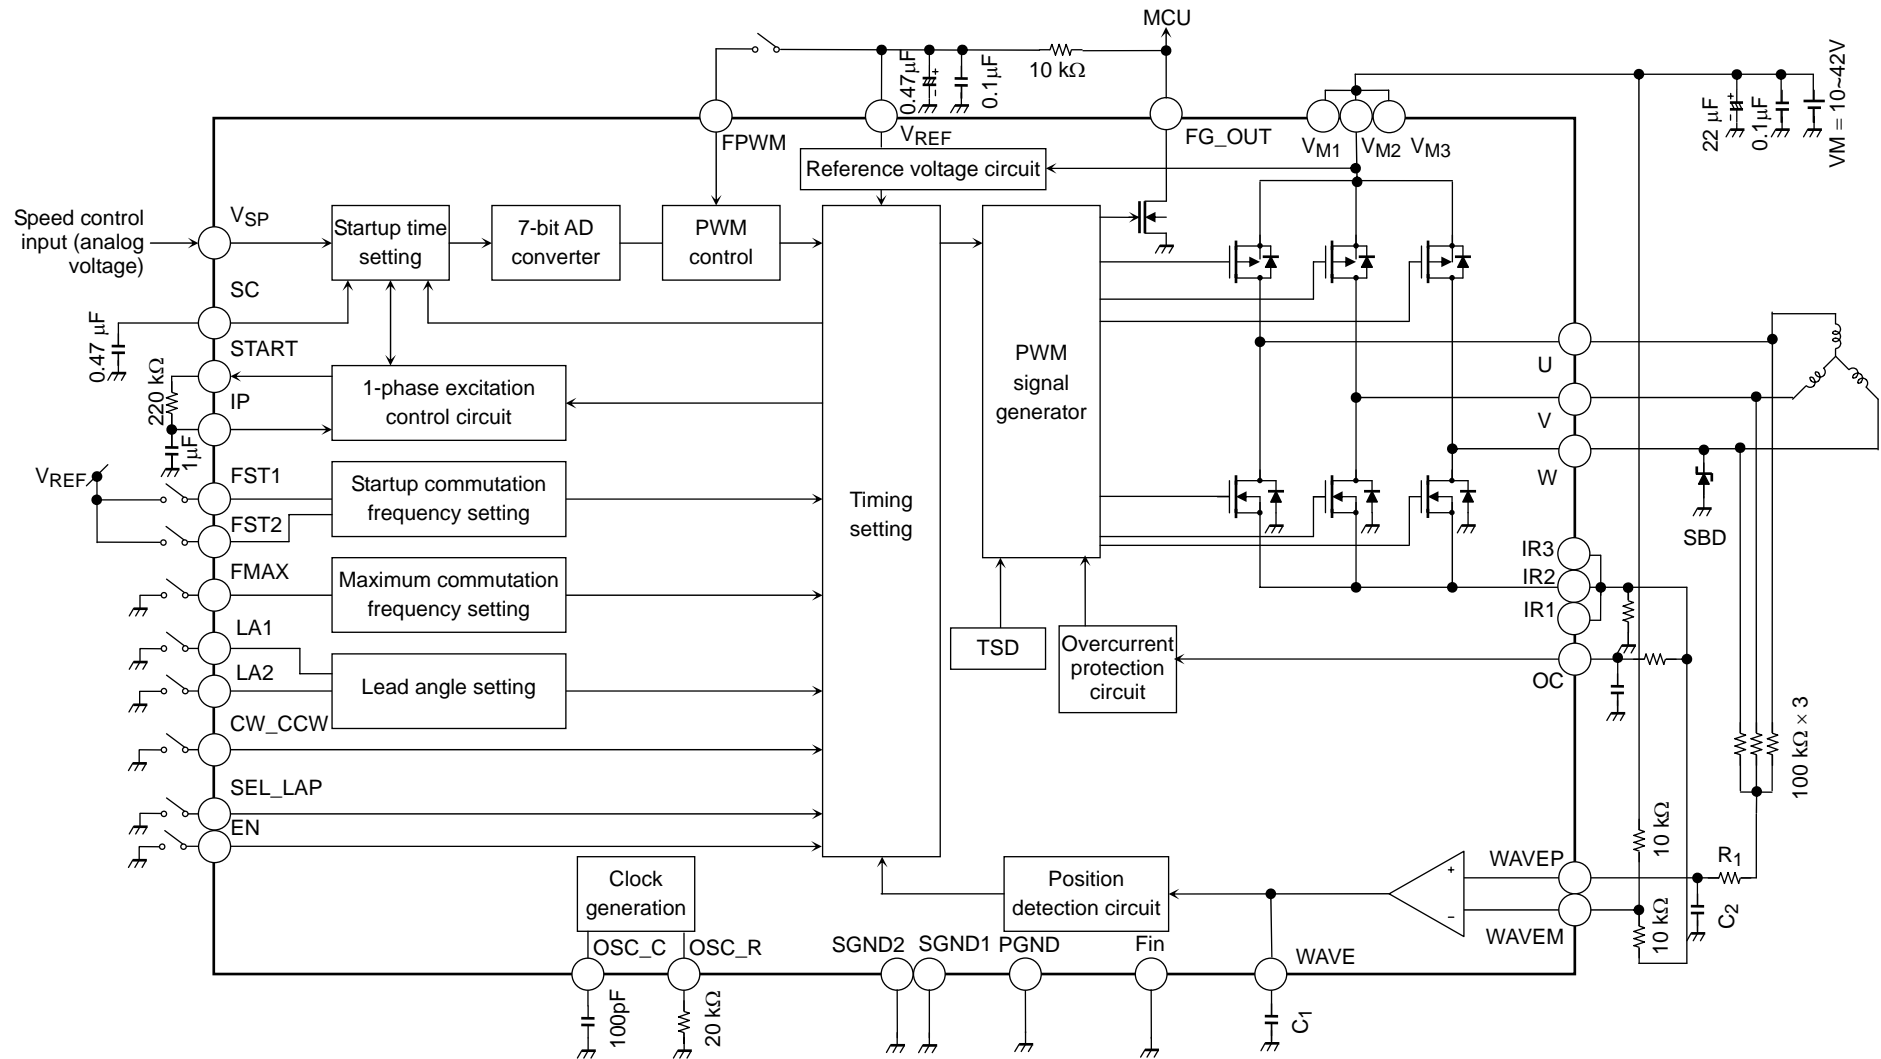 MCU
0.47μF
0.1μF
10 kΩ
22 μF
0.1μF
VM = 10~42V
FPWM
VREF
FG_OUT
VM1
VM2
VM3
Reference voltage circuit
Speed control
input (analog
voltage)
VSP
Startup time
setting
7-bit AD
converter
PWM
control
SC
0.47 μF
START
220 kΩ
IP
1μF
1-phase excitation
control circuit
PWM
signal
generator
U
V
W
VREF
FST1
FST2
Startup commutation
frequency setting
Timing
setting
SBD
FMAX
Maximum commutation
frequency setting
IR3
IR2
IR1
LA1
LA2
Lead angle setting
TSD
Overcurrent
protection
circuit
OC
CW_CCW
100 kΩ × 3
SEL_LAP
EN
10 kΩ
Clock
generation
Position
detection circuit
+
−
WAVEP
WAVEM
R1
C2
10 kΩ
OSC_C
OSC_R
SGND2
SGND1
PGND
Fin
WAVE
100pF
20 kΩ
C1